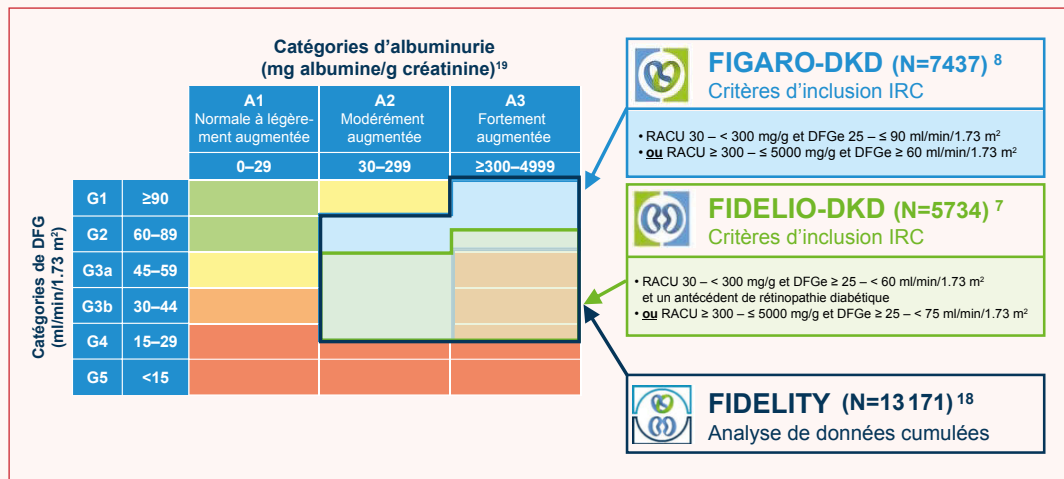 Catégories d'albuminurie
(mg albumine/g créatinine)¹⁹
A1
Normale à légère-
ment augmentée
A2
Modérément
augmentée
A3
Fortement
augmentée
0–29
30–299
≥300–4999
Catégories de DFG
(ml/min/1.73 m²)
G1 ≥90
G2 60–89
G3a 45–59
G3b 30–44
G4 15–29
G5 <15
FIGARO-DKD (N=7437) ⁸
Critères d'inclusion IRC
• RACU 30 – < 300 mg/g et DFGe 25 – ≤ 90 ml/min/1.73 m²
• ou RACU ≥ 300 – ≤ 5000 mg/g et DFGe ≥ 60 ml/min/1.73 m²
FIDELIO-DKD (N=5734) ⁷
Critères d'inclusion IRC
• RACU 30 – < 300 mg/g et DFGe ≥ 25 – < 60 ml/min/1.73 m²
et un antécédent de rétinopathie diabétique
• ou RACU ≥ 300 – ≤ 5000 mg/g et DFGe ≥ 25 – < 75 ml/min/1.73 m²
FIDELITY (N=13 171) ¹⁸
Analyse de données cumulées